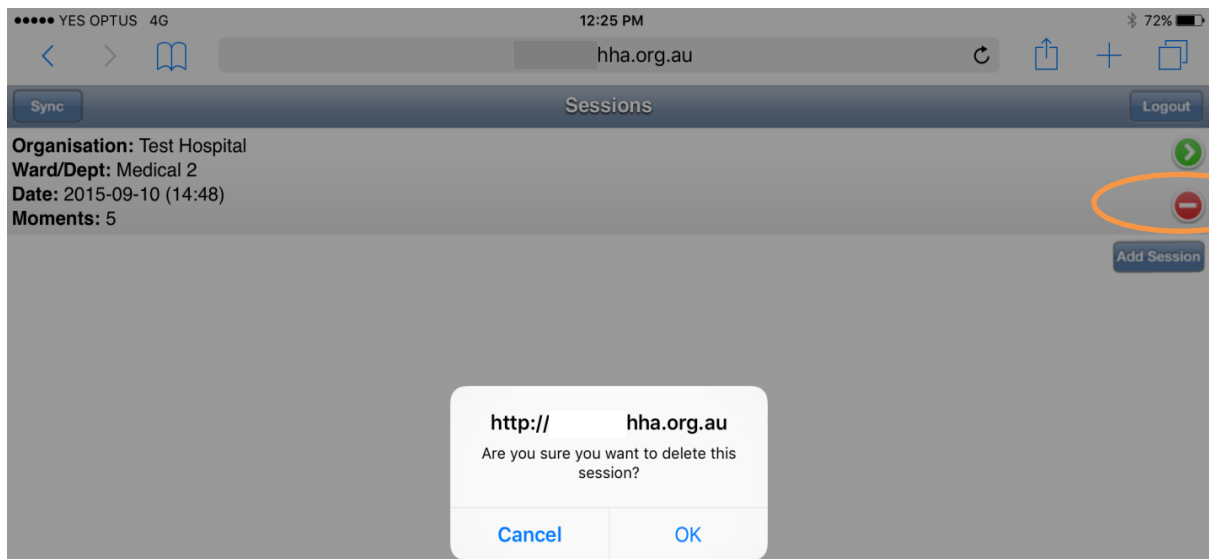 YES OPTUS 4G 12:25 PM 72%
hha.org.au
Sync Sessions Logout
Organisation: Test Hospital
Ward/Dept: Medical 2
Date: 2015-09-10 (14:48)
Moments: 5
Add Session
http:// hha.org.au
Are you sure you want to delete this
session?
Cancel OK